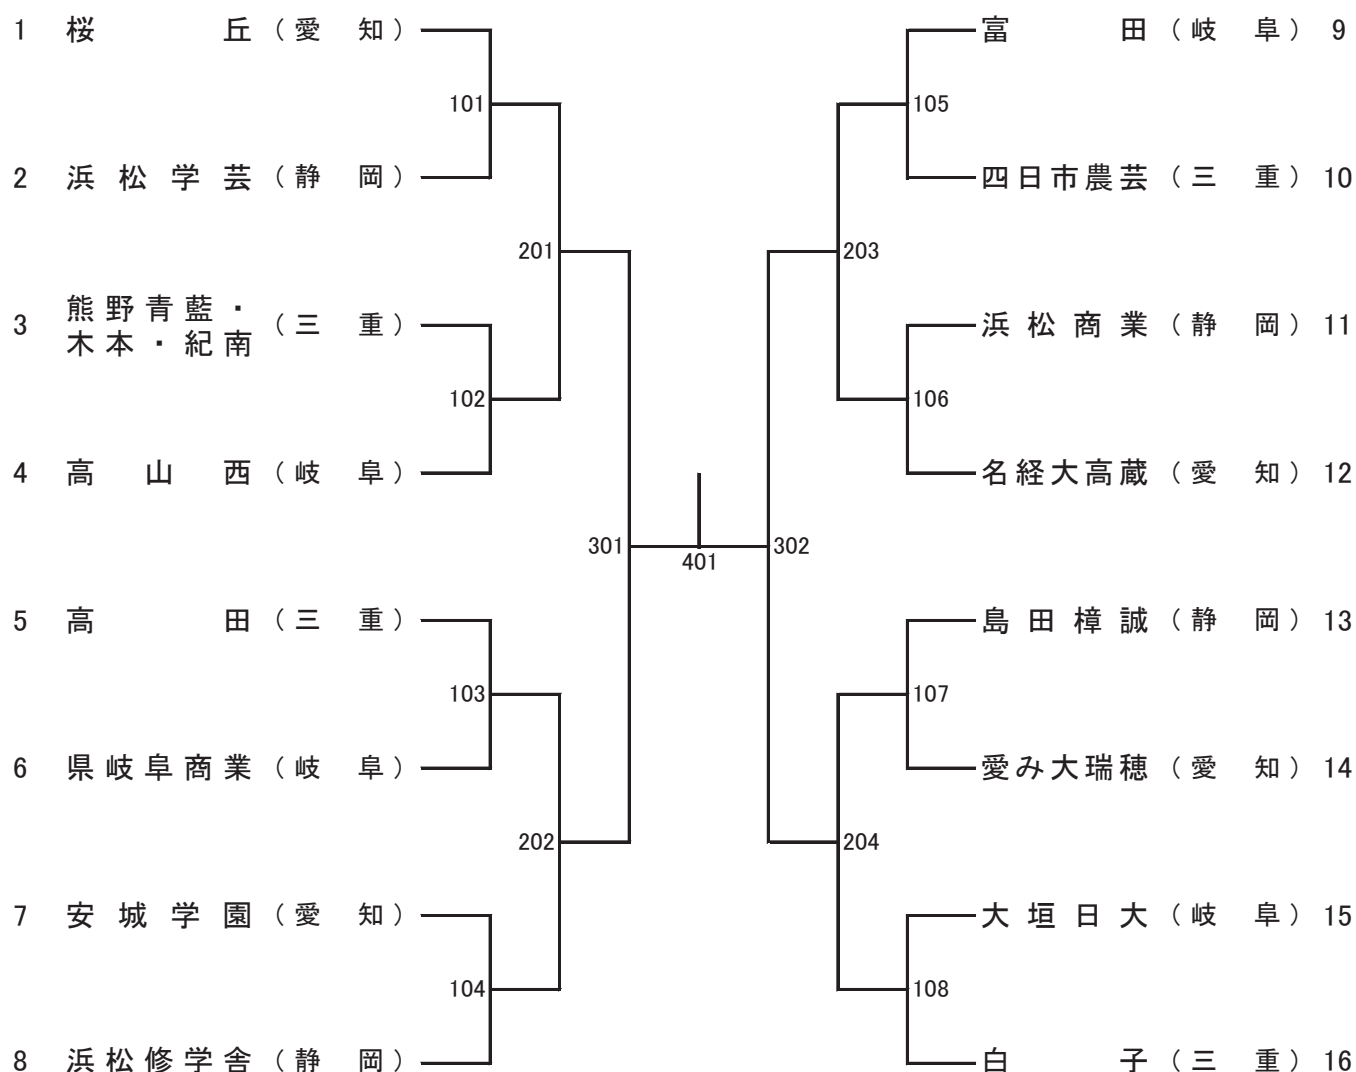 1 桜丘（愛知）
101
2 浜松学芸（静岡）
201
3 熊野青藍・
木本・紀南（三重）
102
4 高山西（岐阜）
301
5 高田（三重）
103
6 県岐阜商業（岐阜）
202
7 安城学園（愛知）
104
8 浜松修学舎（静岡）
401
富田（岐阜）9
105
四日市農芸（三重）10
203
浜松商業（静岡）11
106
名経大高蔵（愛知）12
302
島田樟誠（静岡）13
107
愛み大瑞穂（愛知）14
204
大垣日大（岐阜）15
108
白子（三重）16